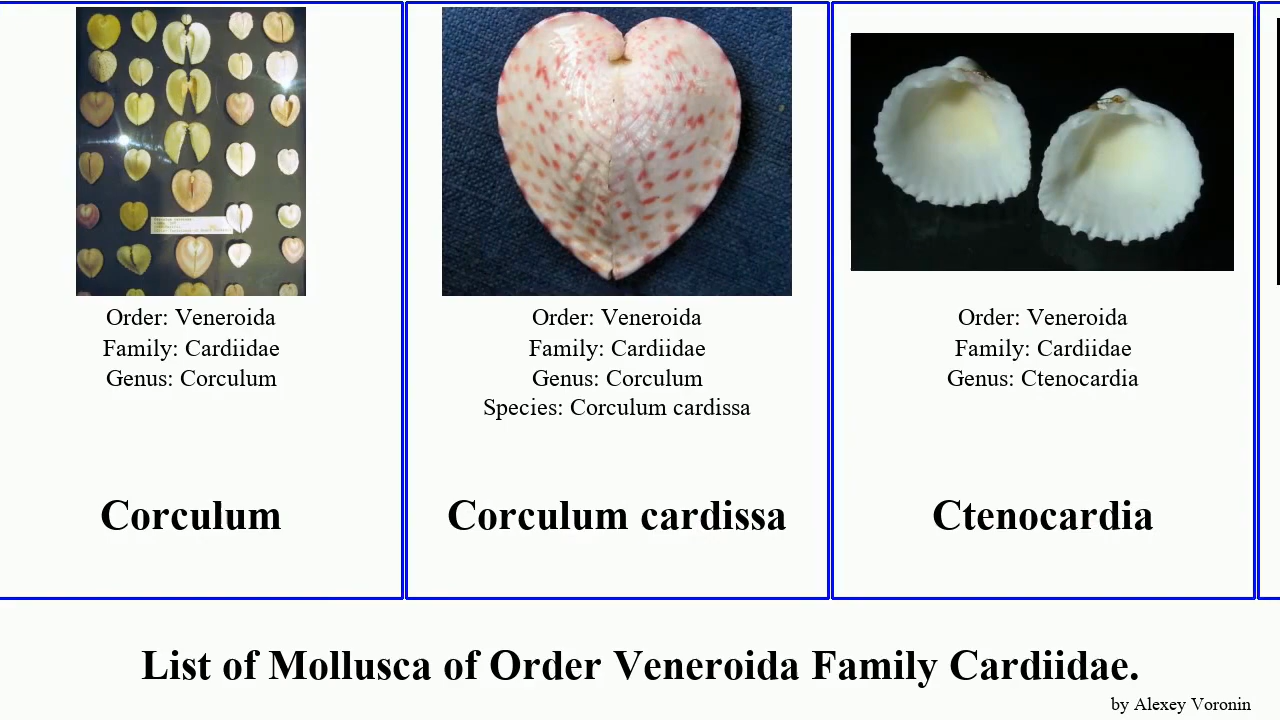 Order: Veneroida
Family: Cardiidae
Genus: Corculum
Corculum
Order: Veneroida
Family: Cardiidae
Genus: Corculum
Species: Corculum cardissa
Corculum cardissa
Order: Veneroida
Family: Cardiidae
Genus: Ctenocardia
Ctenocardia
List of Mollusca of Order Veneroida Family Cardiidae.
by Alexey Voronin